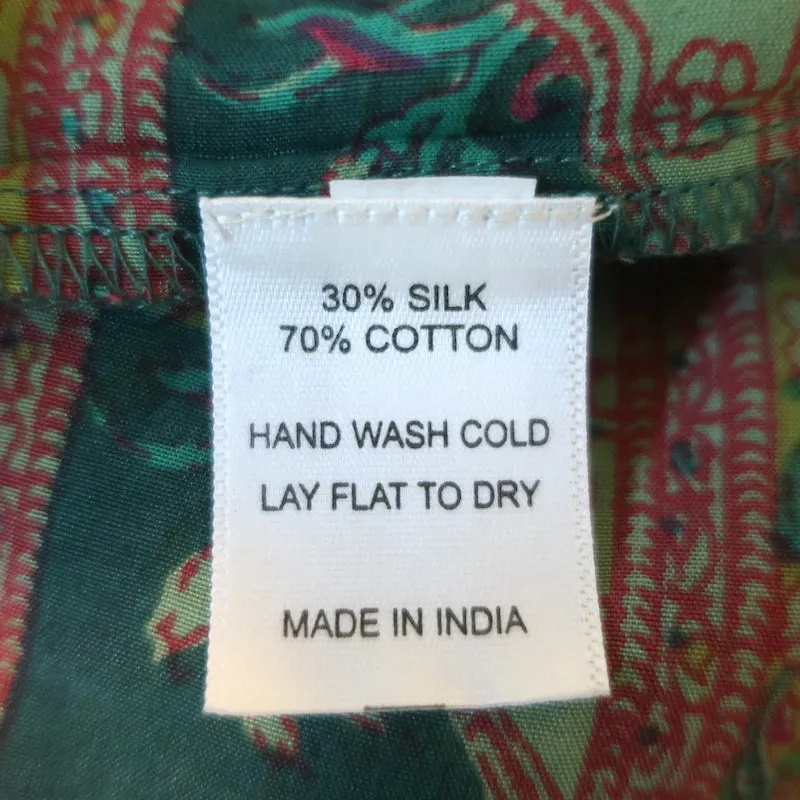 30% SILK
70% COTTON
HAND WASH COLD
LAY FLAT TO DRY
MADE IN INDIA